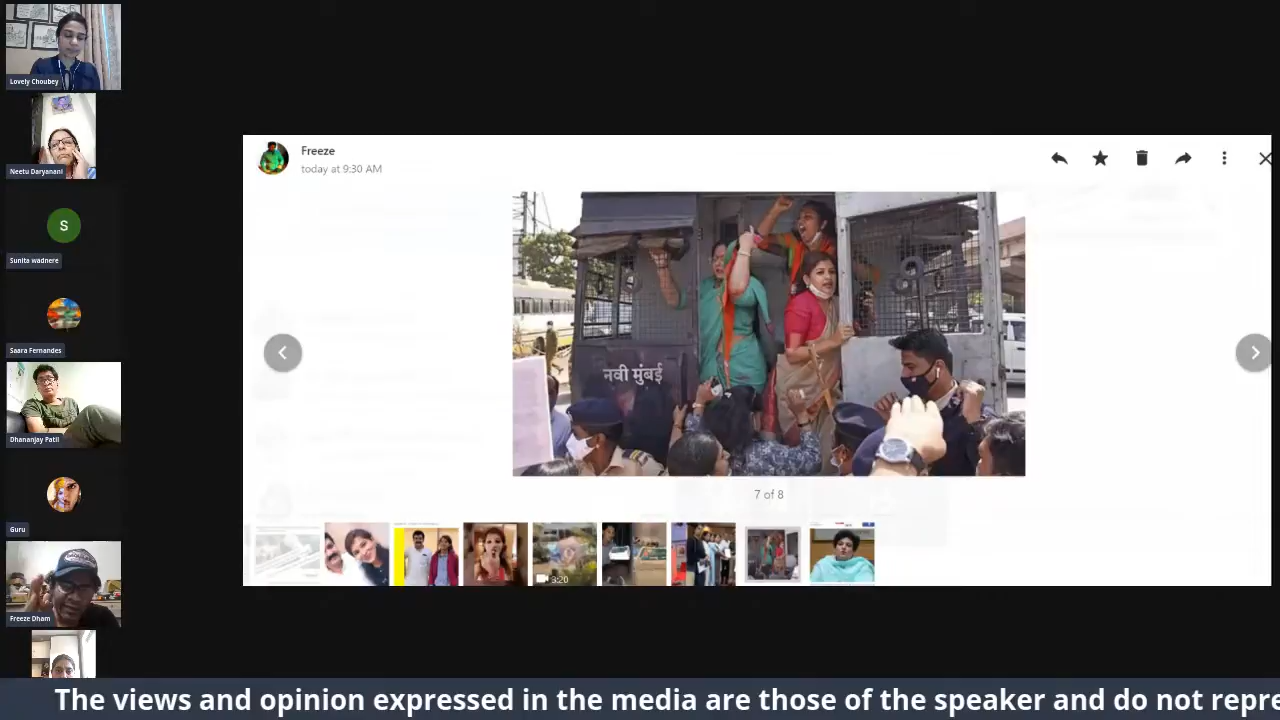 Lovely Choubey
Neetu Daryanani
S
Sunita wadnere
Saara Fernandes
Dhananjay Patil
Guru
Freeze Dham
Freeze
today at 9:30 AM
नवी मुंबई
7 of 8
3:20
The views and opinion expressed in the media are those of the speaker and do not repre